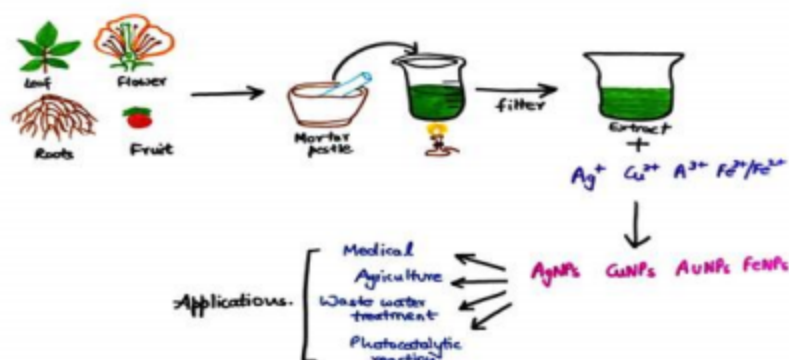 Leaf
Flower
Roots
Fruit
Mortar
pestle
filter
Extract
+
Ag⁺ Cu²⁺ A³⁺ Fe³⁺/Fe²⁺
AgNPs CuNPs AuNPs FeNPs
Applications.
Medical
Agriculture
Waste water
treatment
Photocatalytic